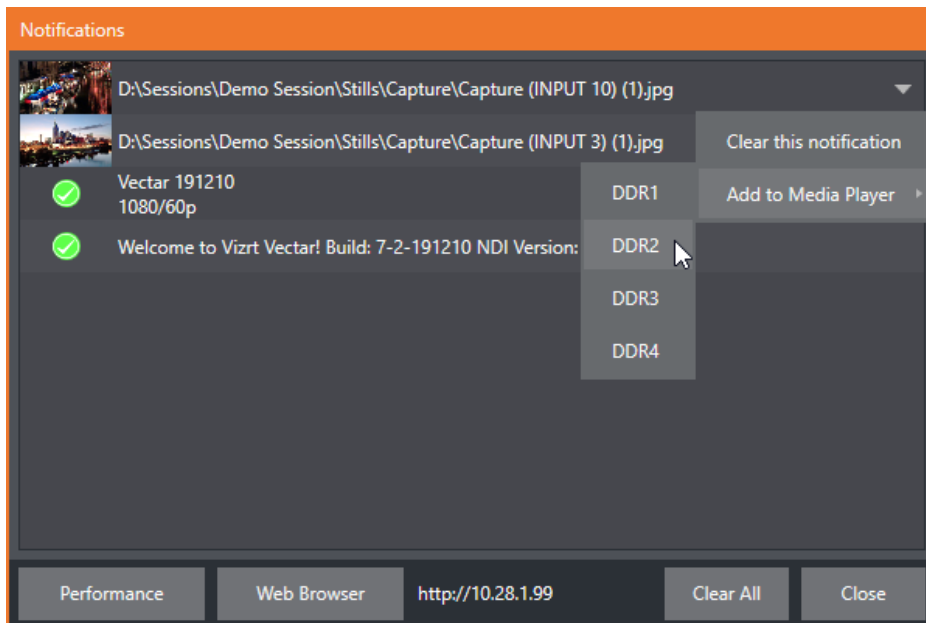 Notifications
D:\Sessions\Demo Session\Stills\Capture\Capture (INPUT 10) (1).jpg
D:\Sessions\Demo Session\Stills\Capture\Capture (INPUT 3) (1).jpg
Clear this notification
Vectar 191210
1080/60p
DDR1
Add to Media Player
Welcome to Vizrt Vectar! Build: 7-2-191210 NDI Version:
DDR2
DDR3
DDR4
Performance
Web Browser
http://10.28.1.99
Clear All
Close